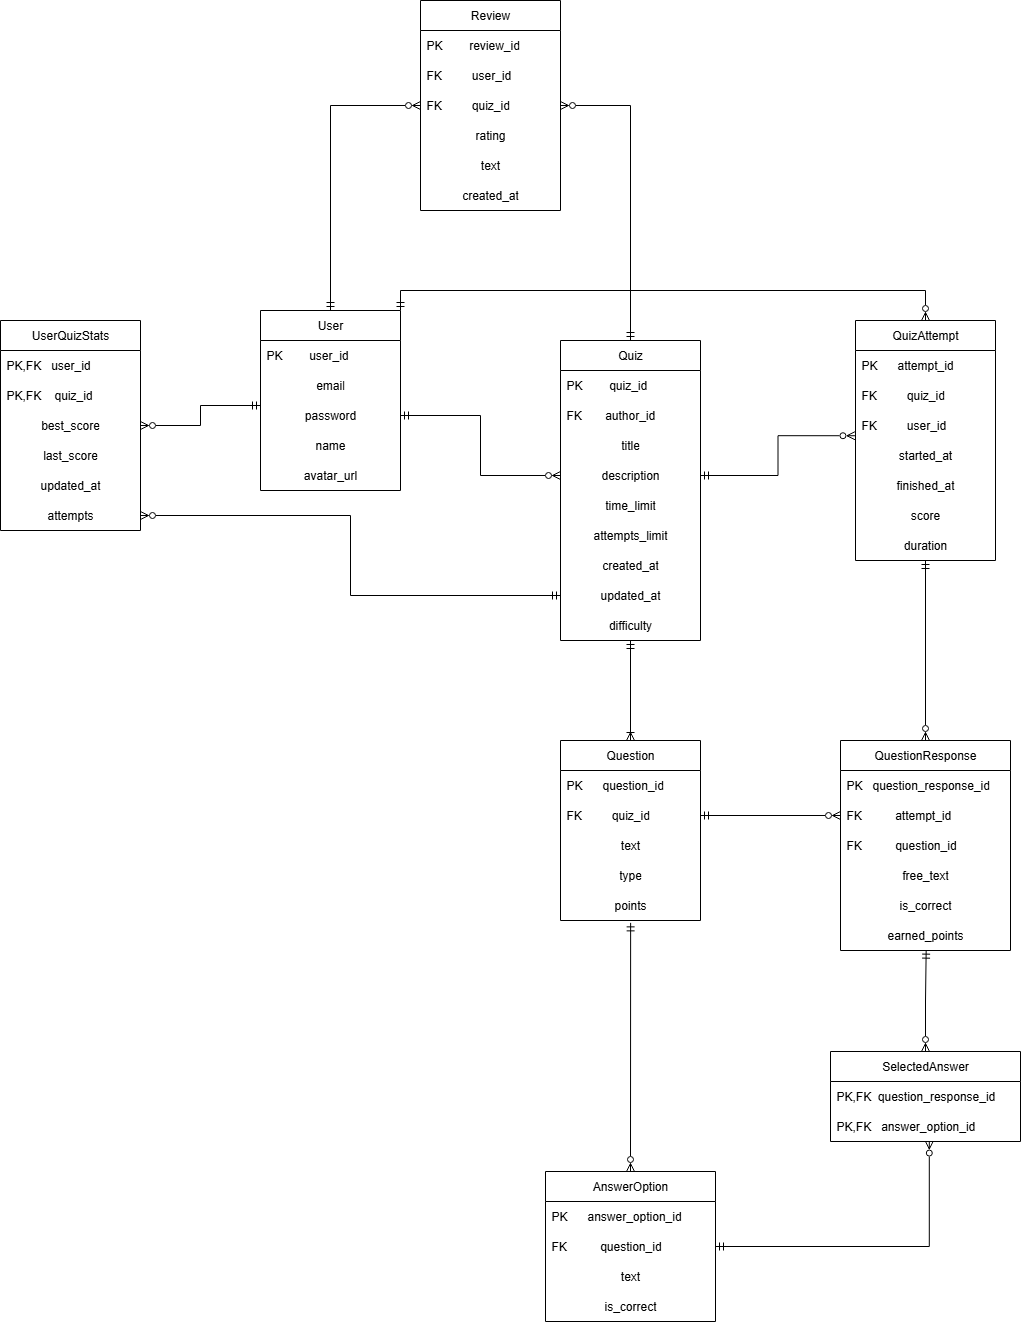 Review
PK review_id
FK user_id
FK quiz_id
rating
text
created_at
UserQuizStats
PK,FK user_id
PK,FK quiz_id
best_score
last_score
updated_at
attempts
User
PK user_id
email
password
name
avatar_url
Quiz
PK quiz_id
FK author_id
title
description
time_limit
attempts_limit
created_at
updated_at
difficulty
QuizAttempt
PK attempt_id
FK quiz_id
FK user_id
started_at
finished_at
score
duration
Question
PK question_id
FK quiz_id
text
type
points
QuestionResponse
PK question_response_id
FK attempt_id
FK question_id
free_text
is_correct
earned_points
SelectedAnswer
PK,FK question_response_id
PK,FK answer_option_id
AnswerOption
PK answer_option_id
FK question_id
text
is_correct